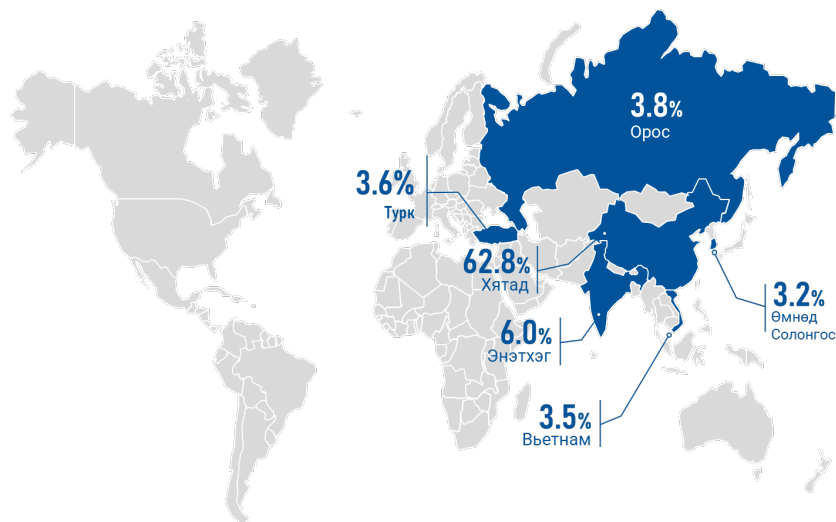 3.8%
Орос
3.6%
Турк
62.8%
Хятад
3.2%
Өмнөд
Солонгос
6.0%
Энэтхэг
3.5%
Вьетнам